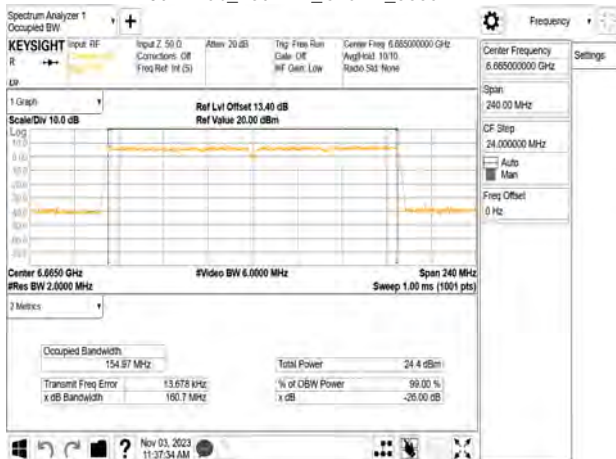 Spectrum Analyzer 1
Occupied BW
Frequency
KEYSIGHT Input: RF
R
Input Z: 50 Ω
Corrections: Off
Freq Ref: Int (S)
Atten: 20 dB
Trig: Free Run
Gate: Off
#IF Gain: Low
Center Freq: 6.665000000 GHz
Avg|Hold: 10/10
Radio Std: None
Center Frequency
6.665000000 GHz
Settings
Span
240.00 MHz
CF Step
24.000000 MHz
Auto
Man
Freq Offset
0 Hz
1 Graph
Scale/Div 10.0 dB
Ref Lvl Offset 13.40 dB
Ref Value 20.00 dBm
Log
10.0
0.00
Center 6.6650 GHz
#Res BW 2.0000 MHz
#Video BW 6.0000 MHz
Span 240 MHz
Sweep 1.00 ms (1001 pts)
2 Metrics
Occupied Bandwidth
154.97 MHz
Total Power
24.4 dBm
Transmit Freq Error
13.678 kHz
% of OBW Power
99.00 %
x dB Bandwidth
160.7 MHz
x dB
-26.00 dB
?
Nov 03, 2023
11:37:34 AM